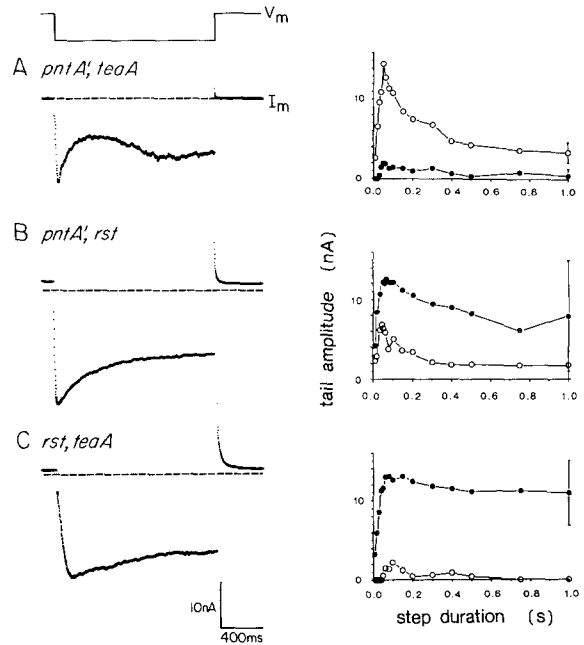 Vm
A pntA', teaA
Im
B pntA', rst
C rst, teaA
10nA
400ms
10
0
0.0 0.2 0.4 0.6 0.8 1.0
10
0
0.0 0.2 0.4 0.6 0.8 1.0
10
0
0.0 0.2 0.4 0.6 0.8 1.0
tail amplitude (nA)
step duration (s)